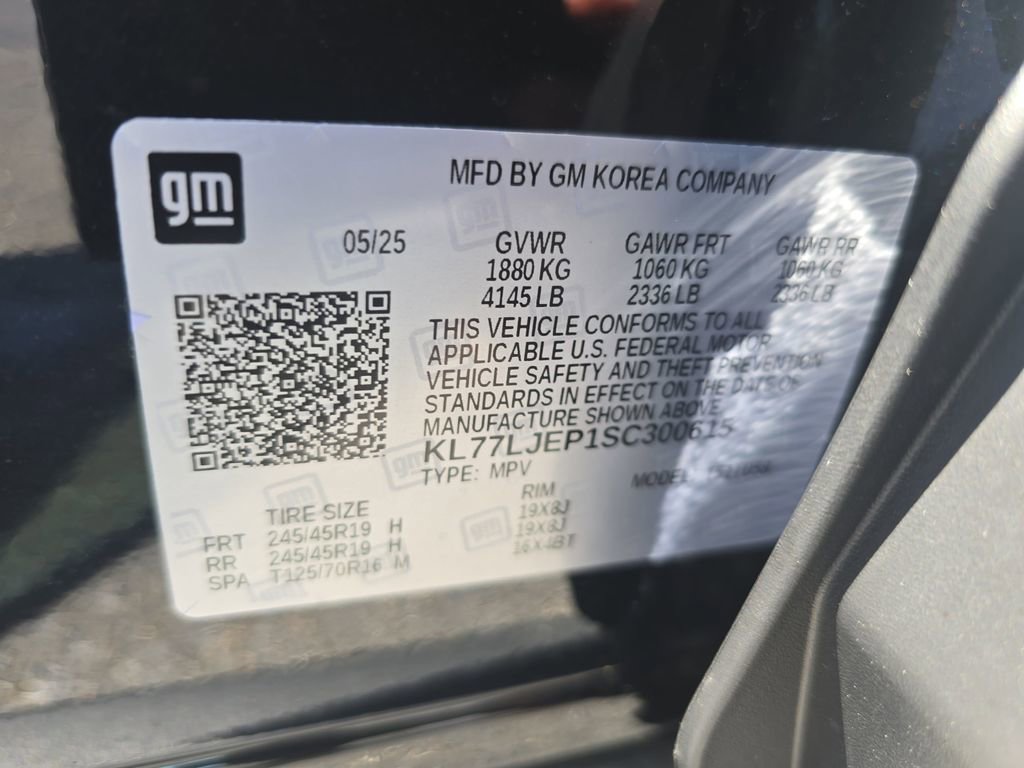 gm
MFD BY GM KOREA COMPANY
05/25 GVWR GAWR FRT GAWR RR
1880 KG 1060 KG 1060 KG
4145 LB 2336 LB 2336 LB
THIS VEHICLE CONFORMS TO ALL
APPLICABLE U.S. FEDERAL MOTOR
VEHICLE SAFETY AND THEFT PREVENTION
STANDARDS IN EFFECT ON THE DATE OF
MANUFACTURE SHOWN ABOVE
KL77LJEP1SC300615
TYPE: MPV MODEL:
TIRE SIZE RIM
FRT 245/45R19 H 19X8J
RR 245/45R19 H 19X8J
SPA T125/70R16 M 16X4BT